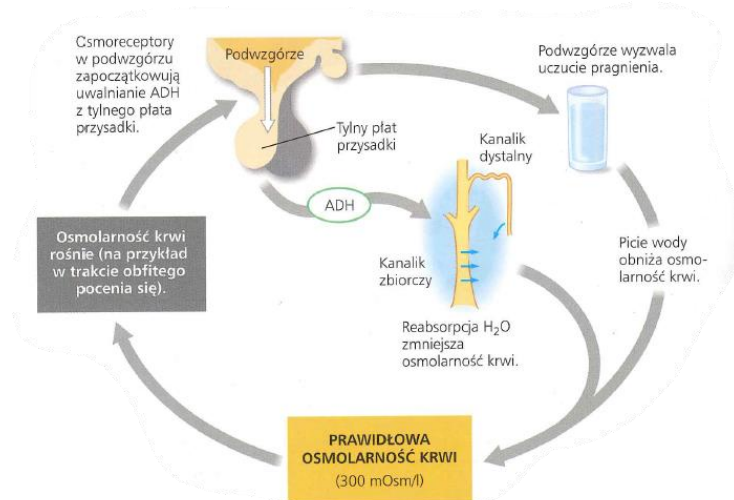 Osmoreceptory
w podwzgórzu
zapoczątkowują
uwalnianie ADH
z tylnego płata
przysadki.
Podwzgórze
Tylny płat
przysadki
Podwzgórze wyzwala
uczucie pragnienia.
ADH
Kanalik
dystalny
Kanalik
zbiorczy
Reabsorpcja H₂O
zmniejsza
osmolarność krwi.
Picie wody
obniża osmo-
larność krwi.
Osmolarność krwi
rośnie (na przykład
w trakcie obfitego
pocenia się).
PRAWIDŁOWA
OSMOLARNOŚĆ KRWI
(300 mOsm/l)